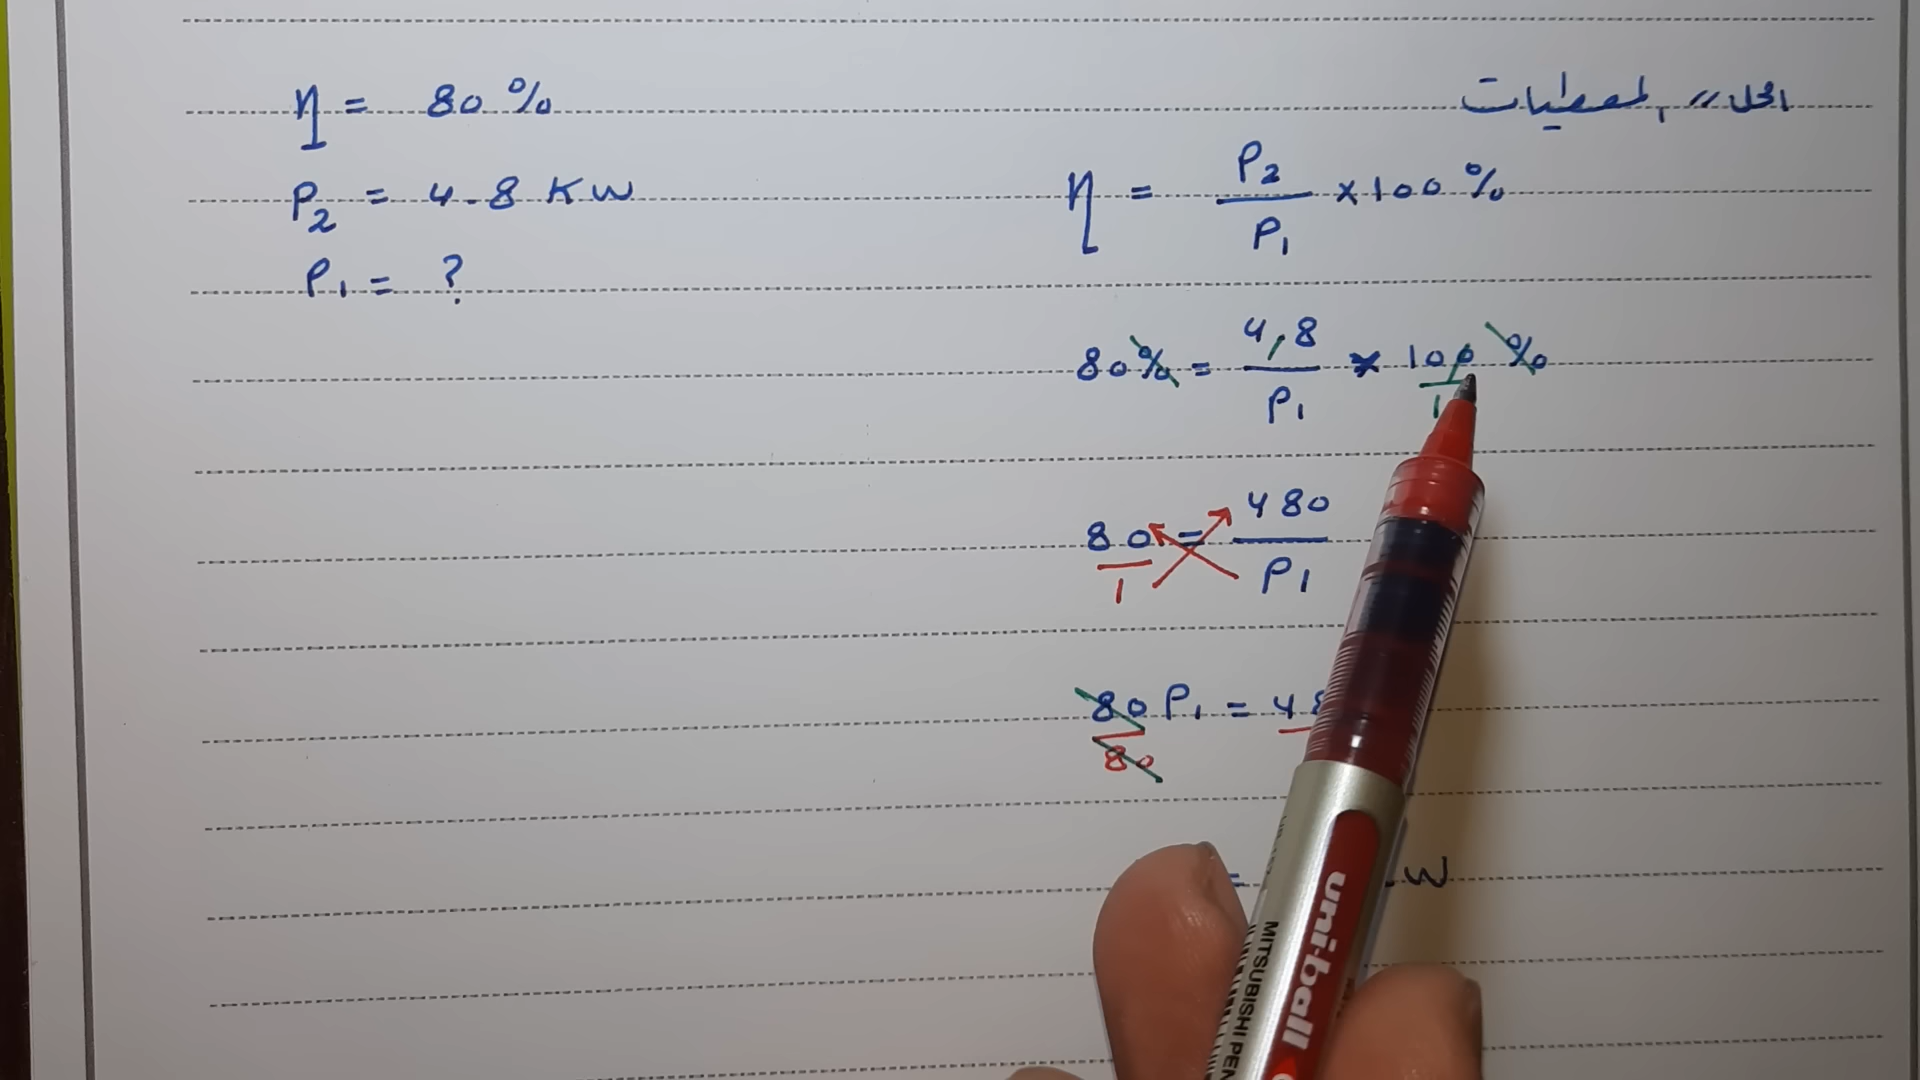 الحل // المعطيات
η = 80 %
P2 = 4.8 KW
P1 = ?
η = P2 / P1 × 100 %
80% = 4,8 / P1 × 100 % / 1
80 / 1 = 480 / P1
80 P1 / 80 = 48
= W
uni-ball
MITSUBISHI PEN